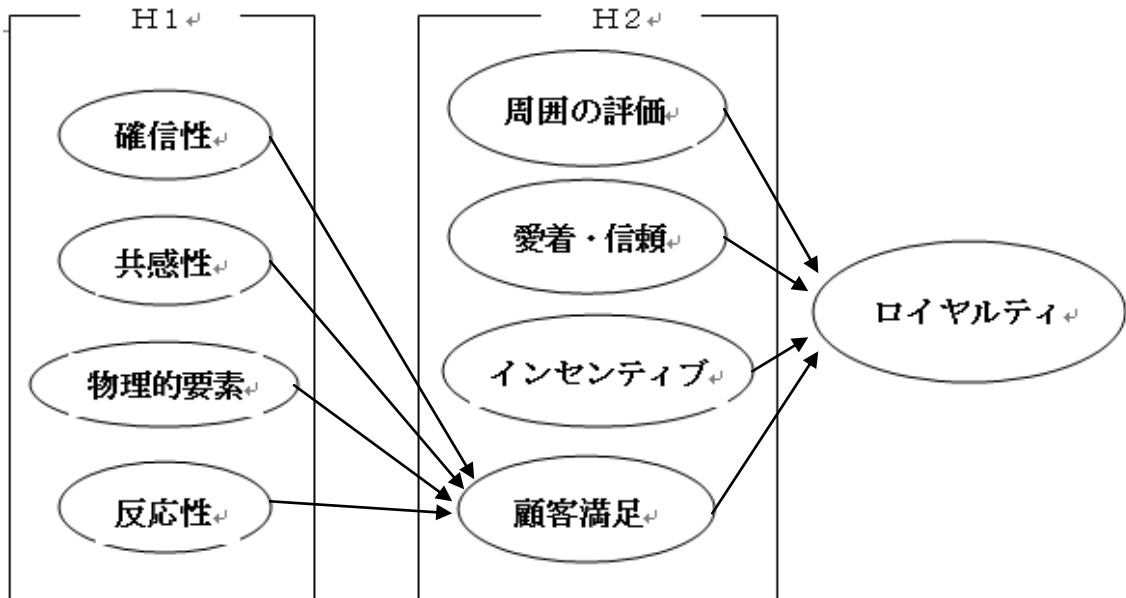 H1
H2
確信性
共感性
物理的要素
反応性
周囲の評価
愛着・信頼
インセンティブ
顧客満足
ロイヤルティ